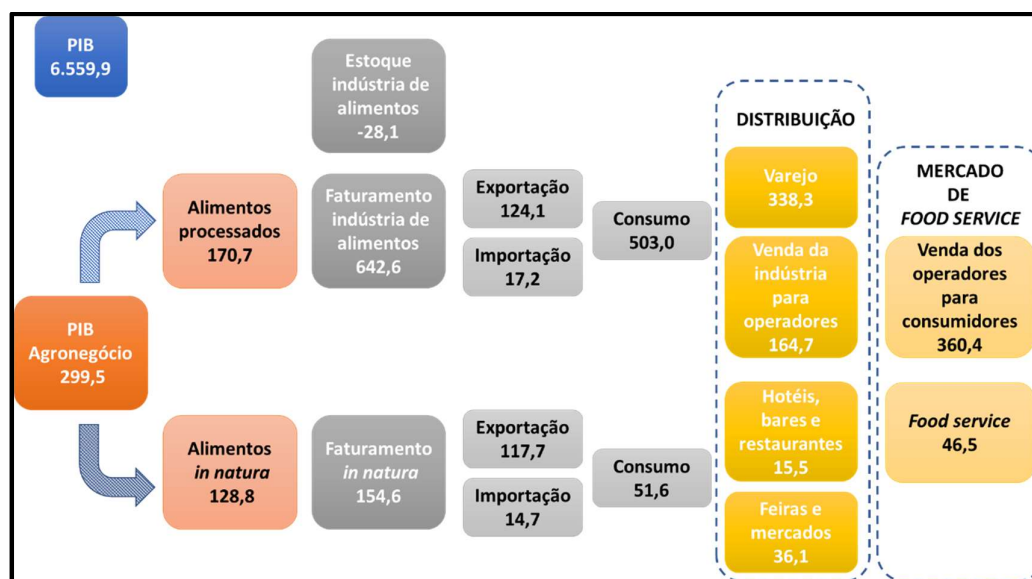 PIB
6.559,9
Estoque
indústria de
alimentos
-28,1
Alimentos
processados
170,7
Faturamento
indústria de
alimentos
642,6
Exportação
124,1
Importação
17,2
Consumo
503,0
PIB
Agronegócio
299,5
Alimentos
in natura
128,8
Faturamento
in natura
154,6
Exportação
117,7
Importação
14,7
Consumo
51,6
DISTRIBUIÇÃO
Varejo
338,3
Venda da
indústria
para
operadores
164,7
Hotéis,
bares e
restaurantes
15,5
Feiras e
mercados
36,1
MERCADO
DE
FOOD SERVICE
Venda dos
operadores
para
consumidores
360,4
Food service
46,5